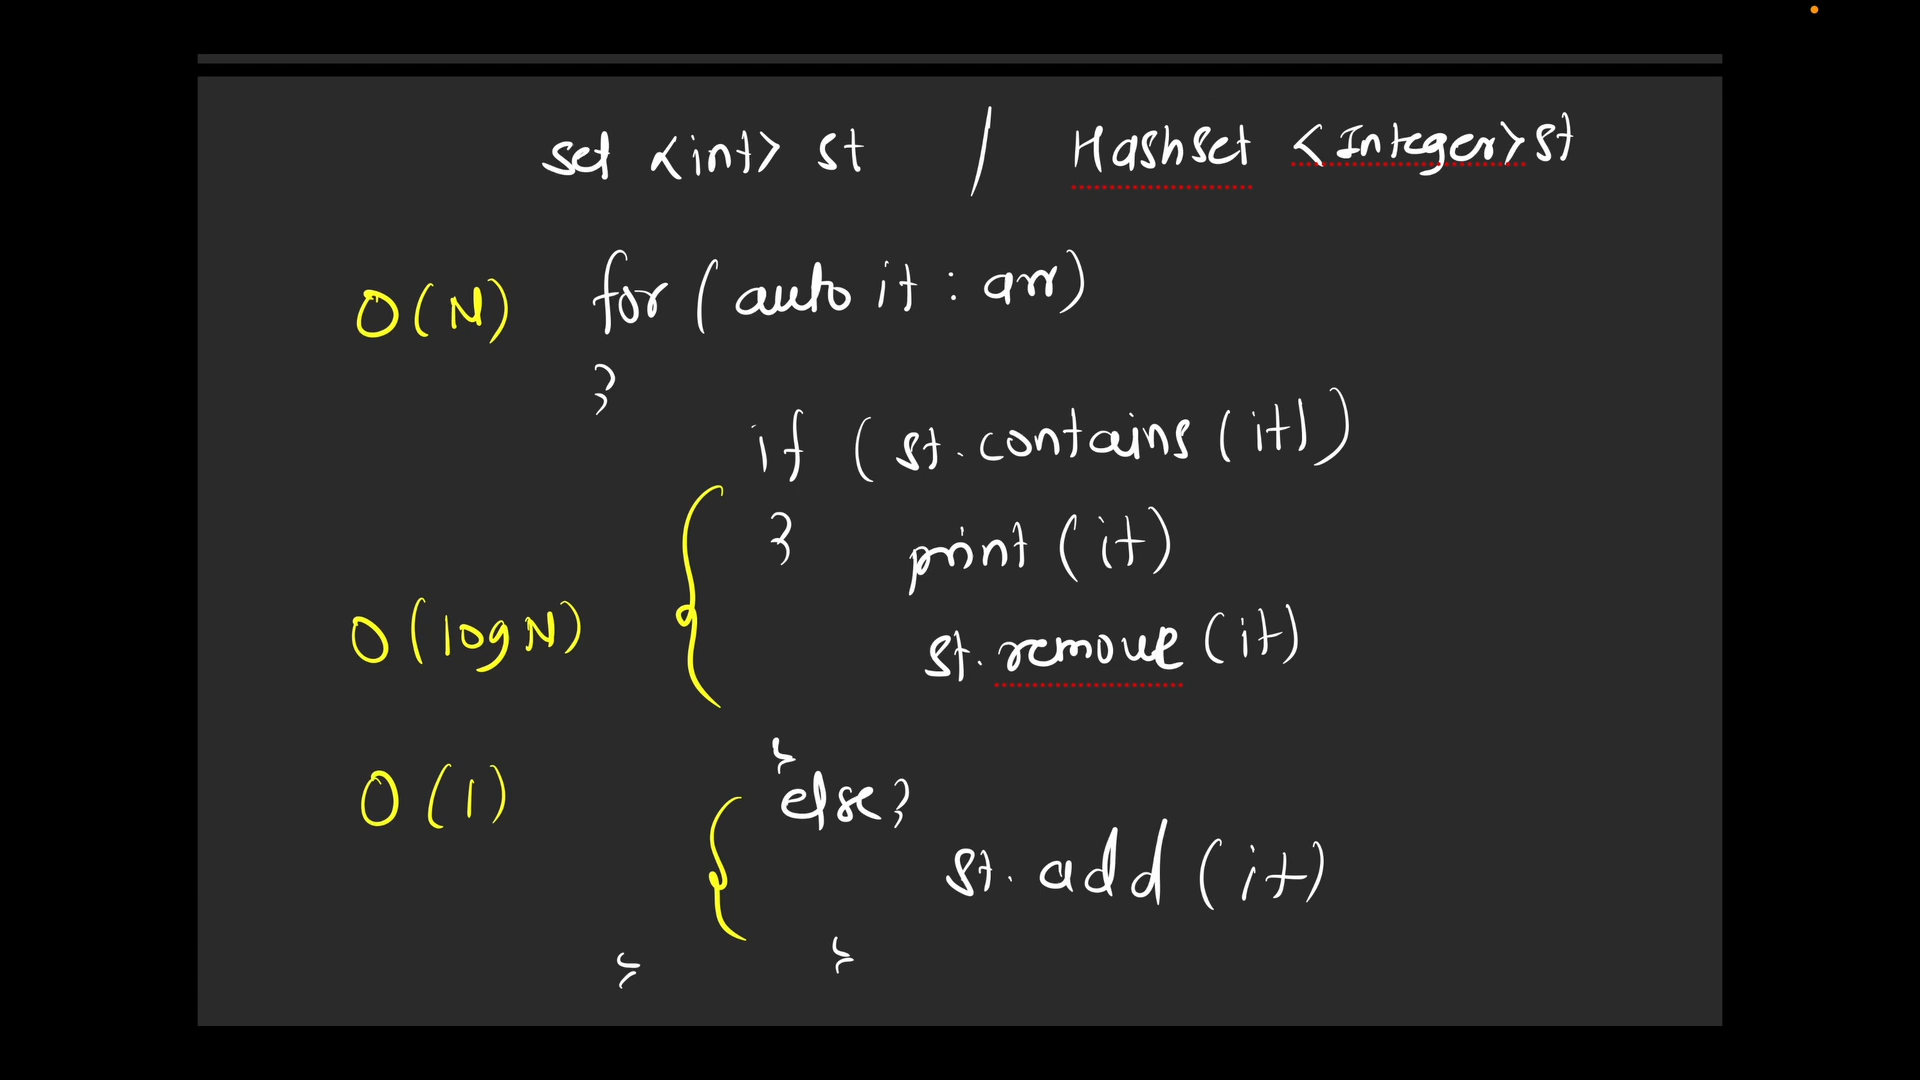 set <int> st / HashSet <Integer> st
O(N) for (auto it : arr)
{
if (st.contains(it))
{ print (it)
O(log N) st.remove (it)
}
O(1) else {
st. add (it)
} }